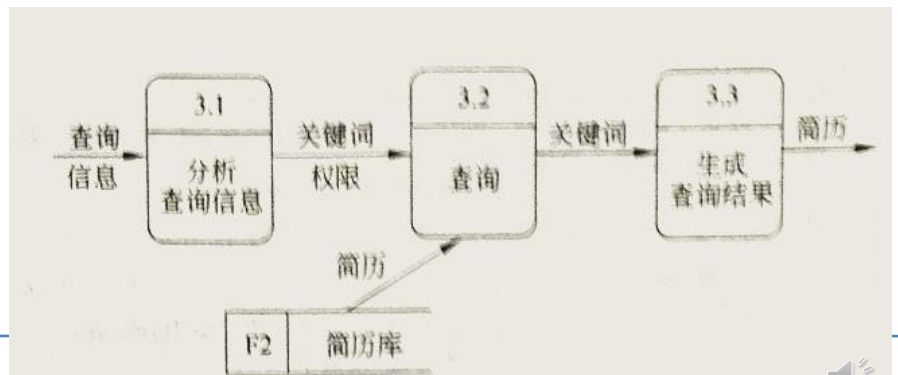 3.1
3.2
3.3
查询
信息
分析
查询信息
关键词
权限
查询
关键词
生成
查询结果
简历
简历
F2 简历库